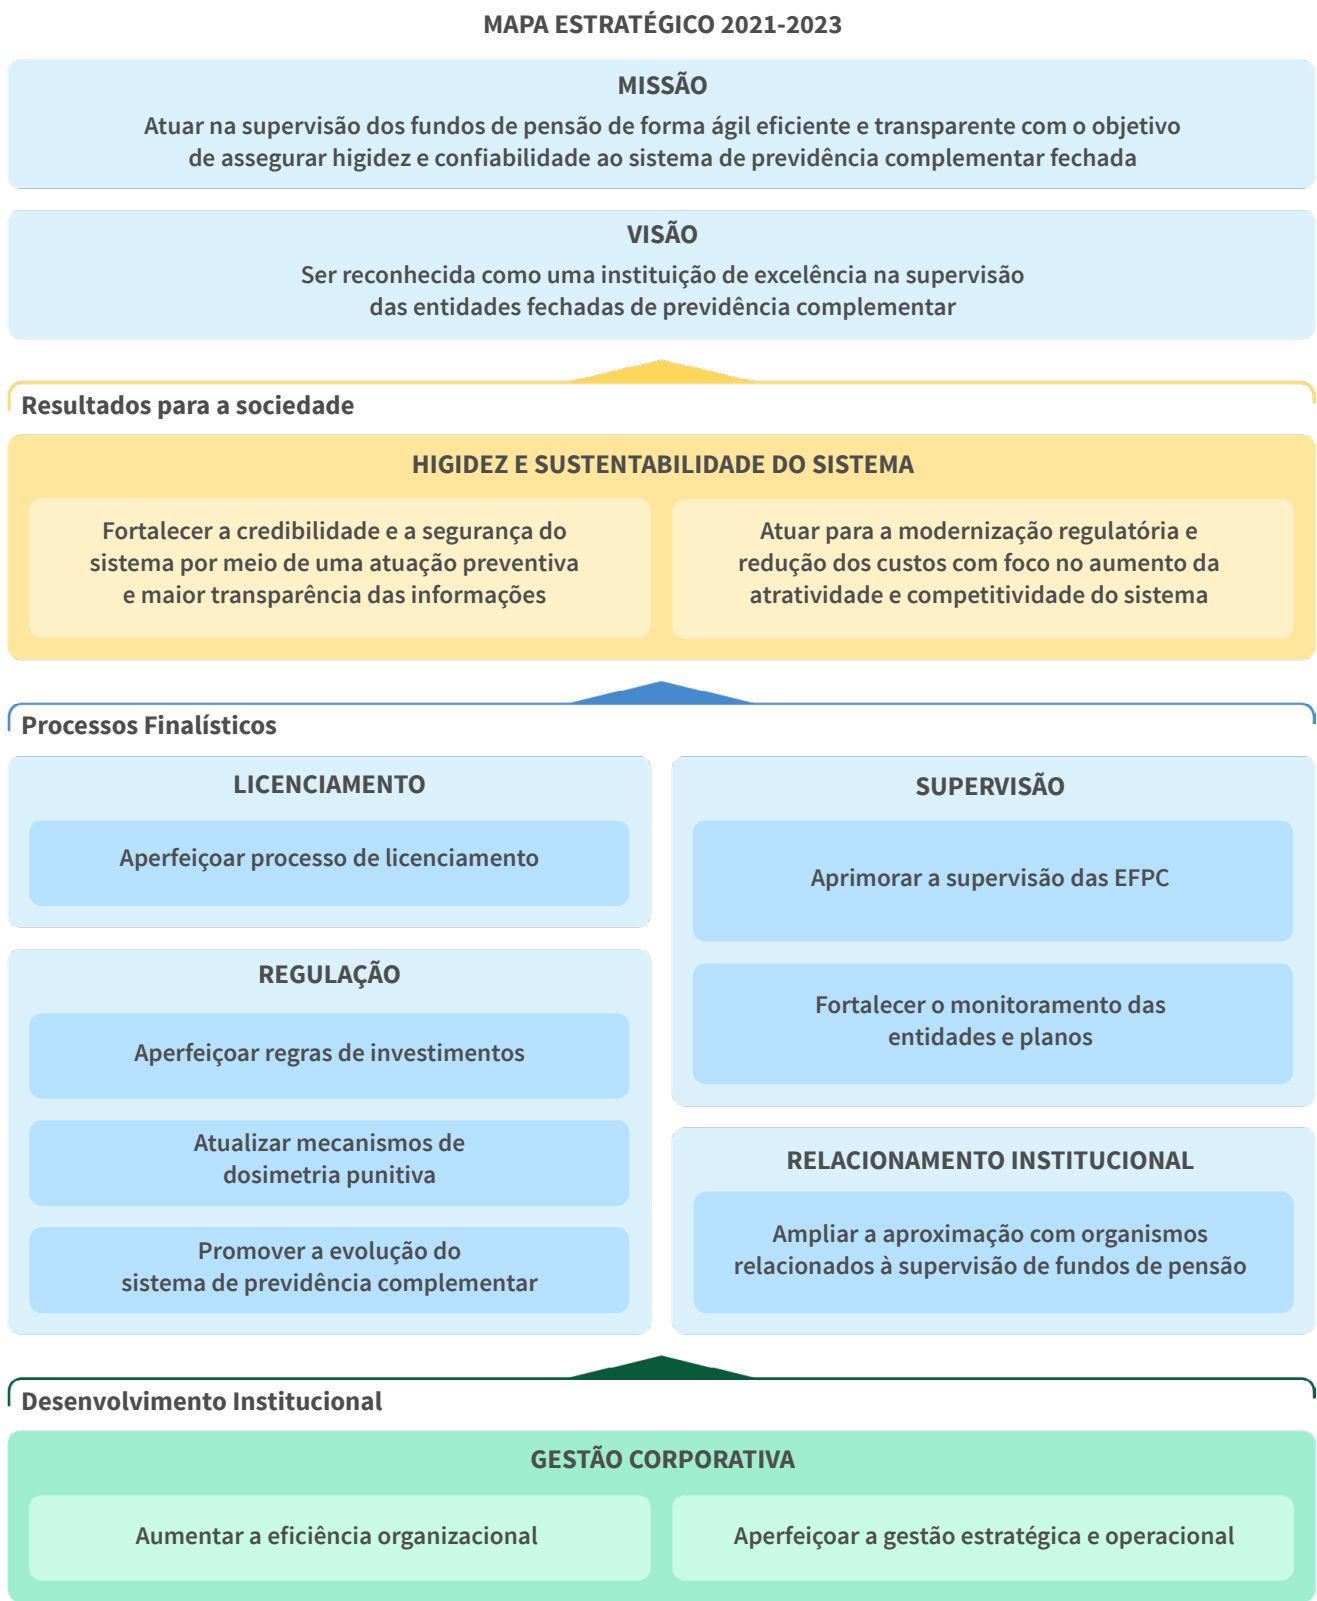 MAPA ESTRATÉGICO 2021-2023
MISSÃO
Atuar na supervisão dos fundos de pensão de forma ágil eficiente e transparente com o objetivo
de assegurar higidez e confiabilidade ao sistema de previdência complementar fechada
VISÃO
Ser reconhecida como uma instituição de excelência na supervisão
das entidades fechadas de previdência complementar
Resultados para a sociedade
HIGIDEZ E SUSTENTABILIDADE DO SISTEMA
Fortalecer a credibilidade e a segurança do
sistema por meio de uma atuação preventiva
e maior transparência das informações
Atuar para a modernização regulatória e
redução dos custos com foco no aumento da
atratividade e competitividade do sistema
Processos Finalísticos
LICENCIAMENTO
Aperfeiçoar processo de licenciamento
REGULAÇÃO
Aperfeiçoar regras de investimentos
Atualizar mecanismos de
dosimetria punitiva
Promover a evolução do
sistema de previdência complementar
SUPERVISÃO
Aprimorar a supervisão das EFPC
Fortalecer o monitoramento das
entidades e planos
RELACIONAMENTO INSTITUCIONAL
Ampliar a aproximação com organismos
relacionados à supervisão de fundos de pensão
Desenvolvimento Institucional
GESTÃO CORPORATIVA
Aumentar a eficiência organizacional
Aperfeiçoar a gestão estratégica e operacional